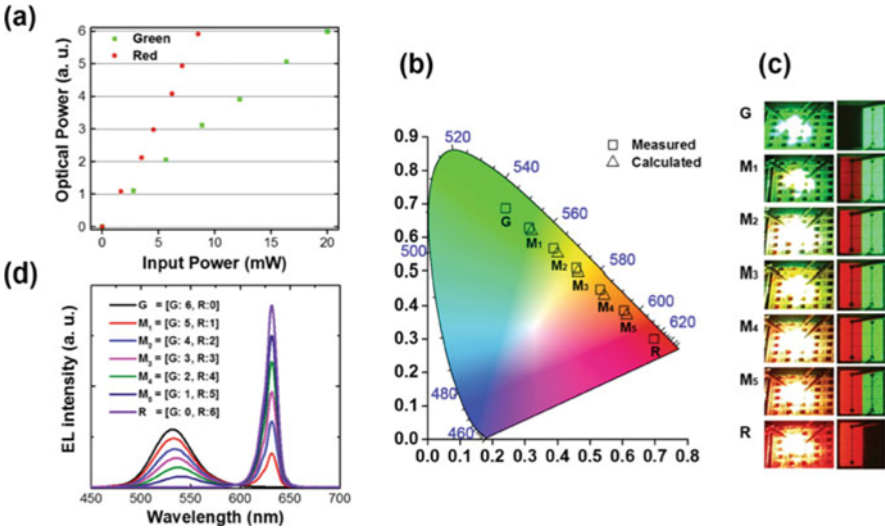 (a)
Optical Power (a. u.)
6
5
4
3
2
1
0
Green
Red
0
5
10
15
20
Input Power (mW)
(b)
0.9
0.8
0.7
0.6
0.5
0.4
0.3
0.2
0.1
0.0
0.0 0.1 0.2 0.3 0.4 0.5 0.6 0.7 0.8
520
540
560
580
600
620
500
480
460
Measured
Calculated
G
M1
M2
M3
M4
M5
R
(c)
G
M1
M2
M3
M4
M5
R
(d)
EL intensity (a. u.)
G = [G: 6, R:0]
M1 = [G: 5, R:1]
M2 = [G: 4, R:2]
M3 = [G: 3, R:3]
M4 = [G: 2, R:4]
M5 = [G: 1, R:5]
R = [G: 0, R:6]
450 500 550 600 650 700
Wavelength (nm)